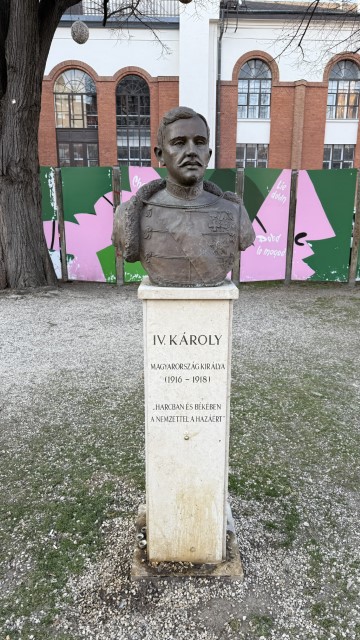 IV. KÁROLY
MAGYARORSZÁG KIRÁLYA
(1916 – 1918)
„HARCBAN ÉS BÉKÉBEN
A NEMZETTEL A HAZÁÉRT"